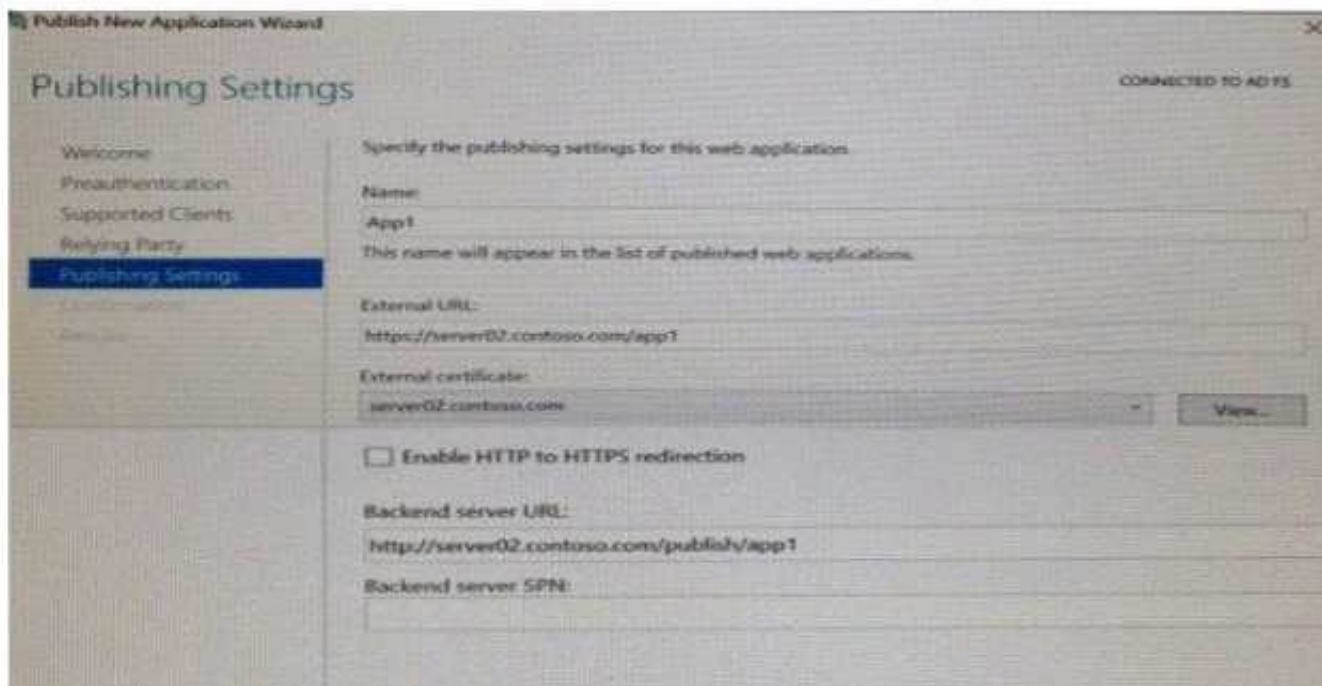 Publish New Application Wizard
Publishing Settings
CONNECTED TO AD FS
Welcome
Preauthentication
Supported Clients
Relying Party
Publishing Settings
Confirmation
Results
Specify the publishing settings for this web application.
Name:
App1
This name will appear in the list of published web applications.
External URL:
https://server02.contoso.com/app1
External certificate:
server02.contoso.com
View...
Enable HTTP to HTTPS redirection
Backend server URL:
http://server02.contoso.com/publish/app1
Backend server SPN: